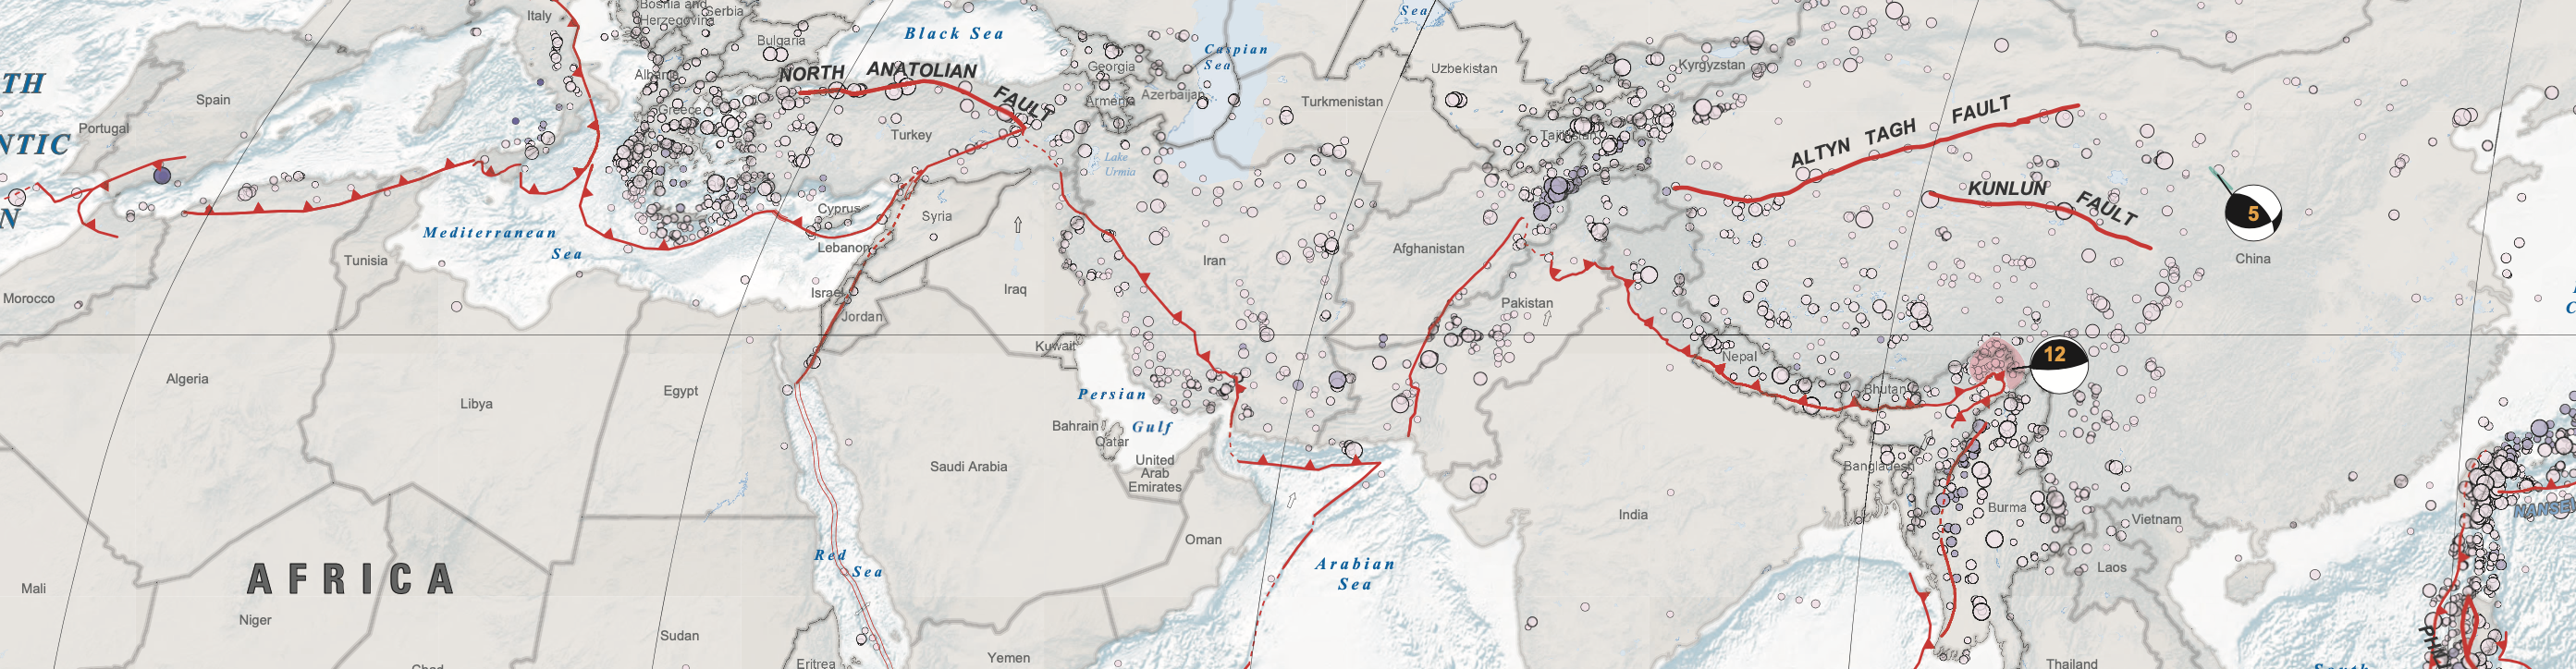 Italy
Bosnia and
Herzegovina
Serbia
Bulgaria
Black Sea
Caspian
Sea
Sea
Uzbekistan
Kyrgyzstan
TH
NTIC
N
Spain
Portugal
Albania
Greece
NORTH ANATOLIAN FAULT
Georgia
Armenia
Azerbaijan
Turkmenistan
Turkey
Lake
Urmia
Tajikistan
ALTYN TAGH FAULT
KUNLUN FAULT
5
China
Mediterranean
Sea
Cyprus
Lebanon
Syria
Israel
Jordan
Iraq
Iran
Afghanistan
Pakistan
Tunisia
Morocco
Algeria
Libya
Egypt
Kuwait
Persian
Gulf
Bahrain
Qatar
United
Arab
Emirates
Saudi Arabia
Nepal
Bhutan
12
Bangladesh
India
Burma
Vietnam
Laos
Oman
Arabian
Sea
Red
Sea
AFRICA
Mali
Niger
Chad
Sudan
Eritrea
Yemen
Thailand
South
NANSEI
PHI
C